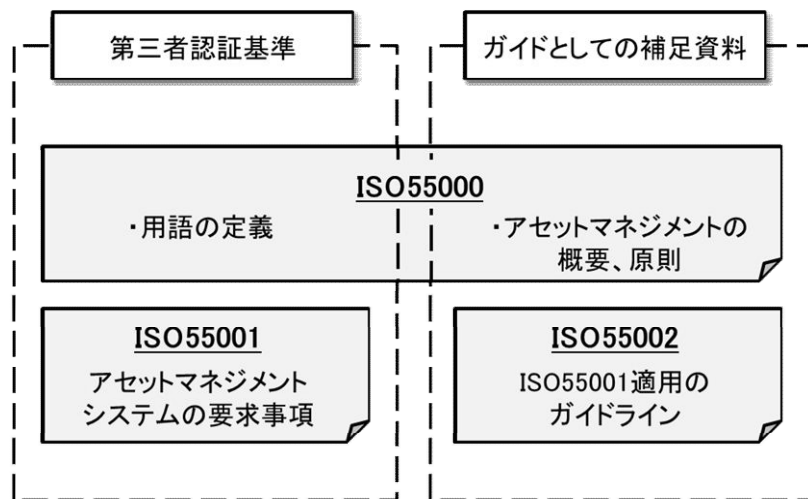 第三者認証基準
ガイドとしての補足資料
ISO55000
・用語の定義
・アセットマネジメントの
概要、原則
ISO55001
アセットマネジメント
システムの要求事項
ISO55002
ISO55001適用の
ガイドライン